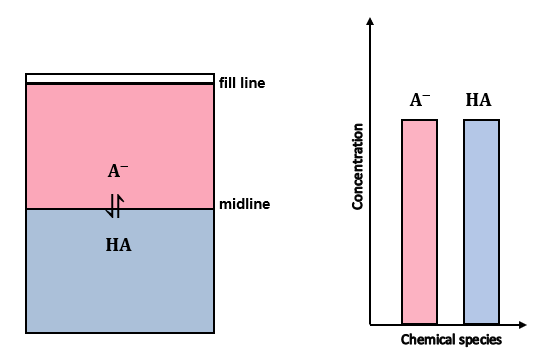 fill line
A⁻
midline
⇌
HA
Concentration
A⁻ HA
Chemical species